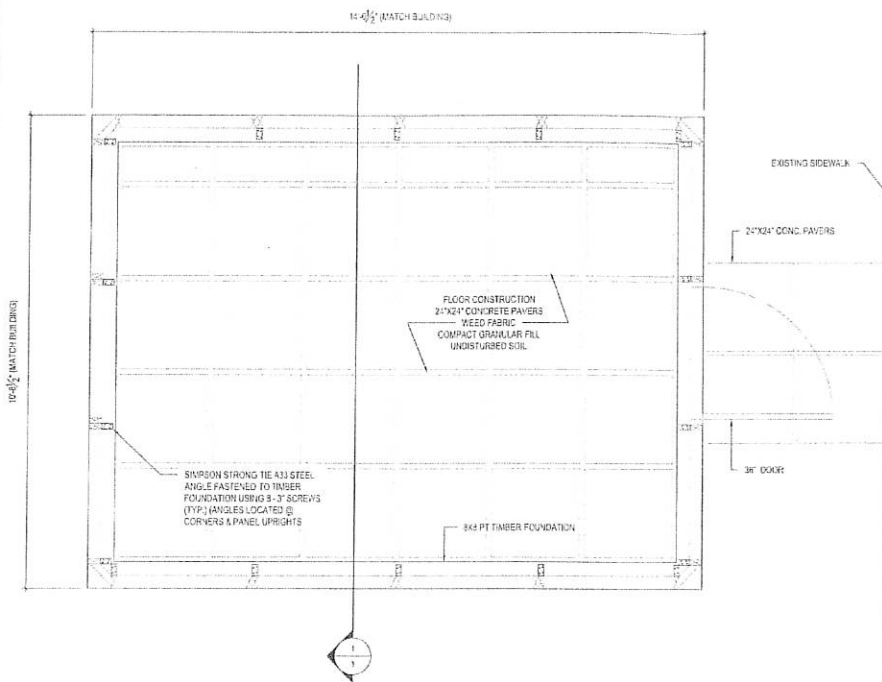 14'-6½" (MATCH BUILDING)
EXISTING SIDEWALK
24"X24" CONC. PAVERS
10'-6½" (MATCH BUILDING)
FLOOR CONSTRUCTION
24"X24" CONCRETE PAVERS
WEED FABRIC
COMPACT GRANULAR FILL
UNDISTURBED SOIL
SIMPSON STRONG TIE A33 STEEL
ANGLE FASTENED TO TIMBER
FOUNDATION USING 8 - 3" SCREWS
(TYP.) (ANGLES LOCATED @
CORNERS & PANEL UPRIGHTS
36" DOOR
8X8 PT TIMBER FOUNDATION
1
1